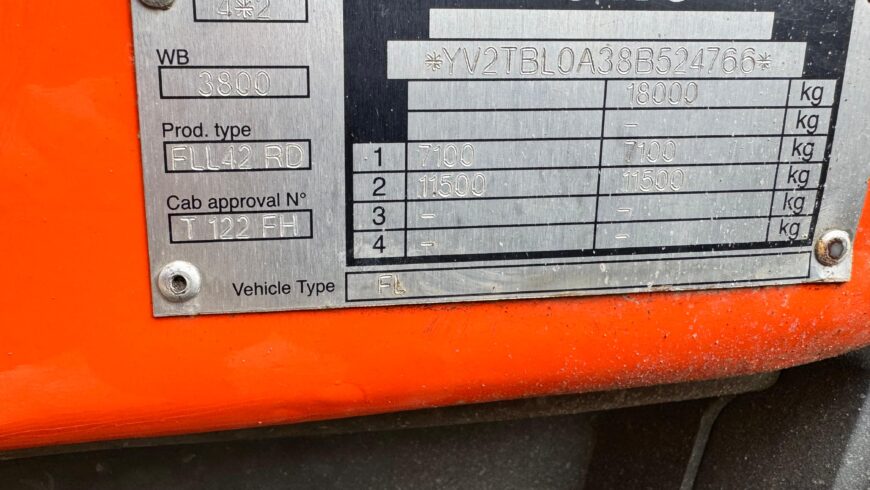 4*2
WB
3800
Prod. type
FLL42 RD
Cab approval N°
T 122 FH
*YV2TBL0A38B524766*
18000 kg
- kg
1 7100 7100 kg
2 11500 11500 kg
3 - - kg
4 - - kg
Vehicle Type FL